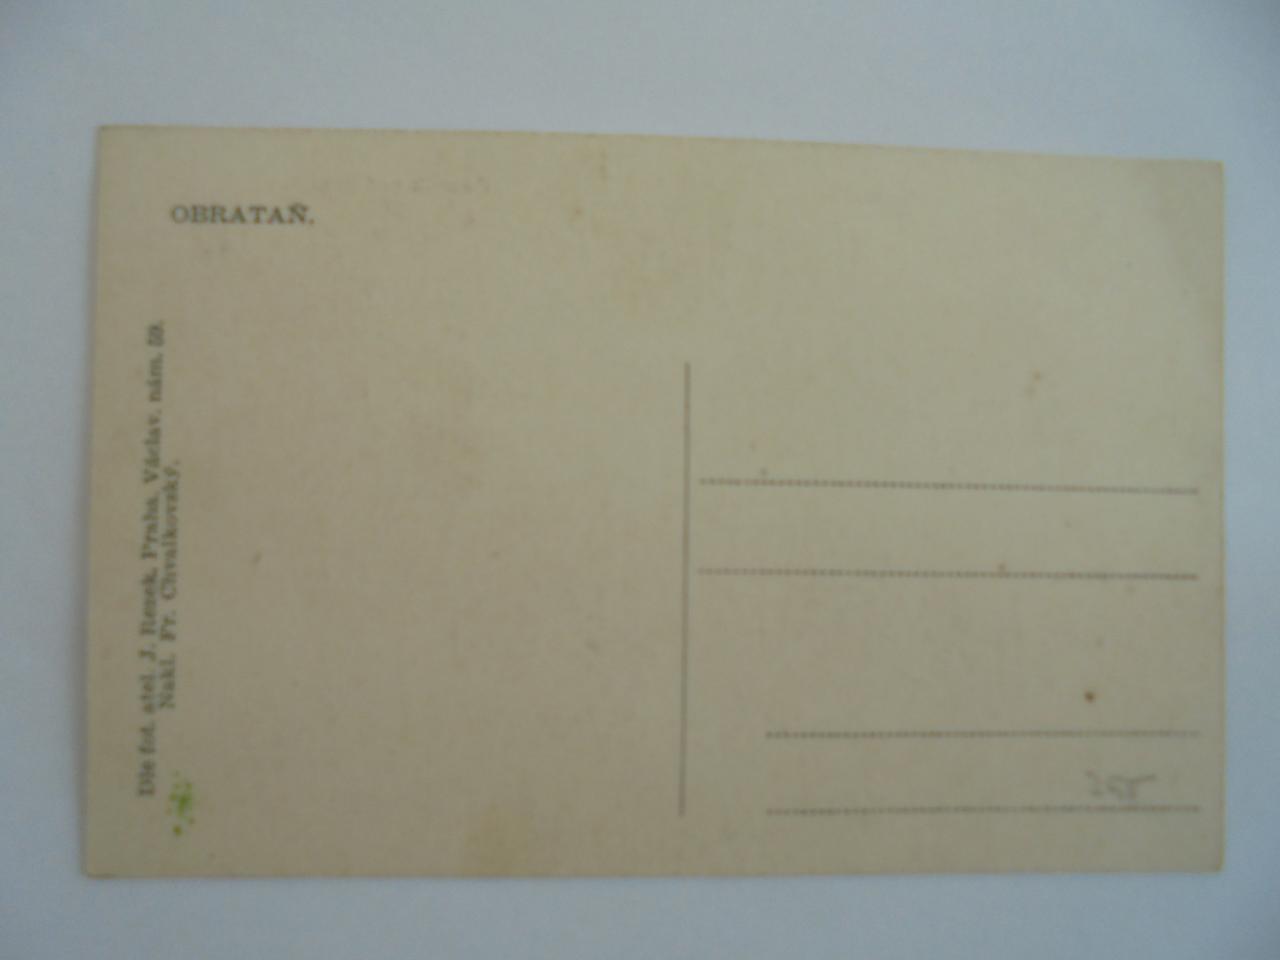 OBRATAŇ.
Dle fot. atel. J. Renek, Praha, Václav. nám. 59.
Nakl. Fr. Chvalkovský.